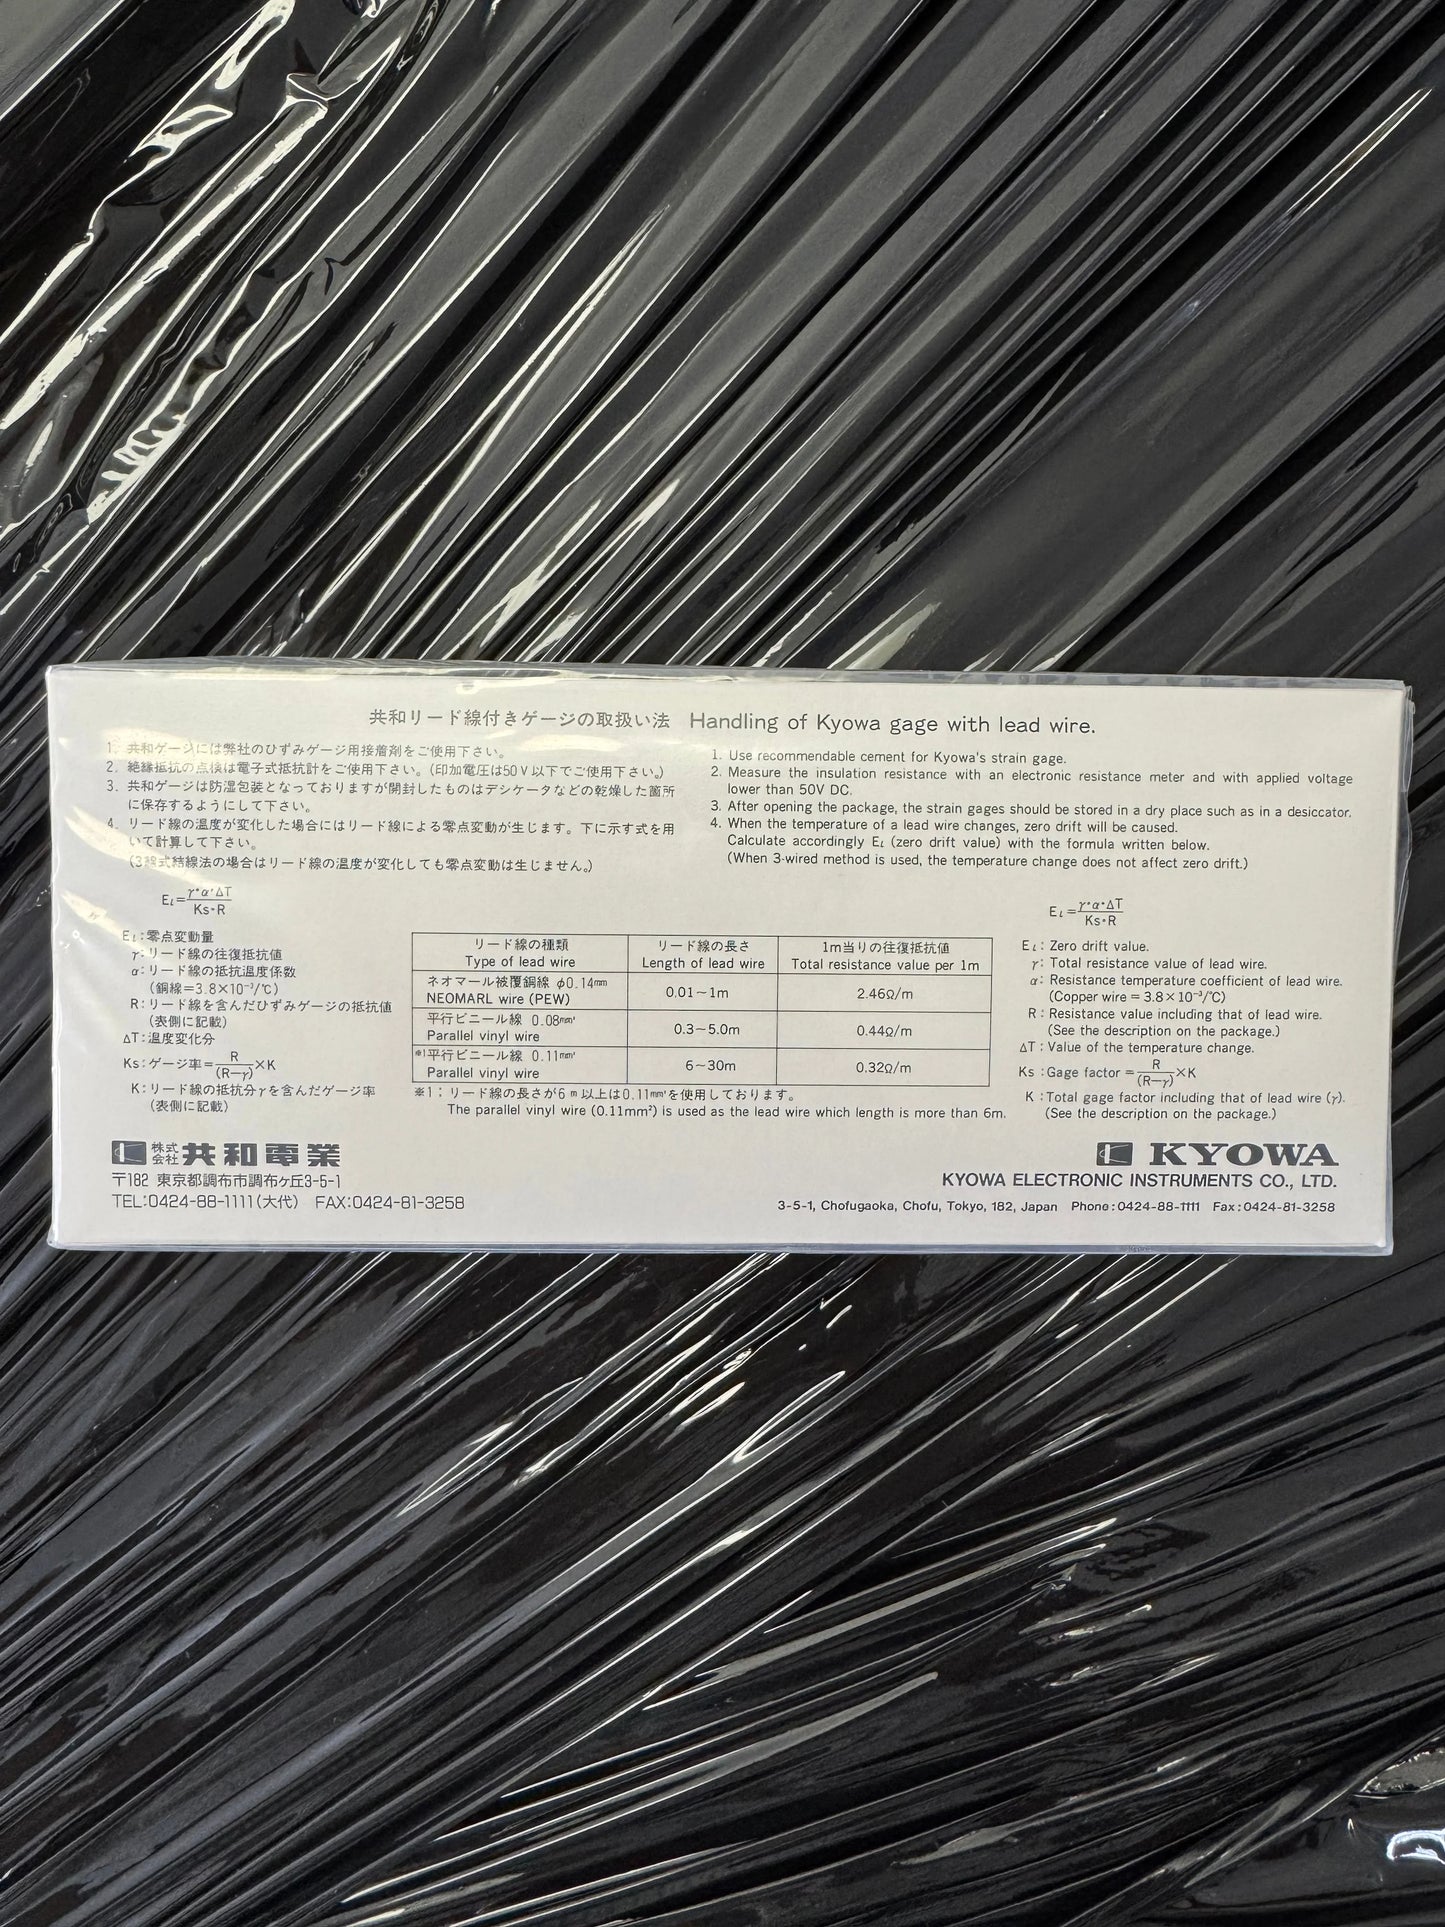 共和リード線付きゲージの取扱い法 Handling of Kyowa gage with lead wire.
1. 共和ゲージには弊社のひずみゲージ用接着剤をご使用下さい。
2. 絶縁抵抗の点検は電子式抵抗計をご使用下さい。(印加電圧は50V以下でご使用下さい。)
3. 共和ゲージは防湿包装となっておりますが開封したものはデシケータなどの乾燥した箇所
に保存するようにして下さい。
4. リード線の温度が変化した場合にはリード線による零点変動が生じます。下に示す式を用
いて計算して下さい。
(3線式結線法の場合はリード線の温度が変化しても零点変動は生じません。)
Eℓ=γ・α・ΔT/Ks・R
Eℓ:零点変動量
γ:リード線の往復抵抗値
α:リード線の抵抗温度係数
(銅線=3.8×10⁻³/℃)
R:リード線を含んだひずみゲージの抵抗値
(表側に記載)
ΔT:温度変化分
Ks:ゲージ率=R/(R−γ)×K
K:リード線の抵抗分γを含んだゲージ率
(表側に記載)
1. Use recommendable cement for Kyowa's strain gage.
2. Measure the insulation resistance with an electronic resistance meter and with applied voltage
lower than 50V DC.
3. After opening the package, the strain gages should be stored in a dry place such as in a desiccator.
4. When the temperature of a lead wire changes, zero drift will be caused.
Calculate accordingly Eℓ (zero drift value) with the formula written below.
(When 3-wired method is used, the temperature change does not affect zero drift.)
リード線の種類 リード線の長さ 1m当りの往復抵抗値
Type of lead wire Length of lead wire Total resistance value per 1m
ネオマール被覆銅線 φ0.14mm
NEOMARL wire (PEW) 0.01~1m 2.46Ω/m
平行ビニール線 0.08mm²
Parallel vinyl wire 0.3~5.0m 0.44Ω/m
※1平行ビニール線 0.11mm²
Parallel vinyl wire 6~30m 0.32Ω/m
※1:リード線の長さが6m以上は0.11mm²を使用しております。
The parallel vinyl wire (0.11mm²) is used as the lead wire which length is more than 6m.
Eℓ=γ・α・ΔT/Ks・R
Eℓ: Zero drift value.
γ: Total resistance value of lead wire.
α: Resistance temperature coefficient of lead wire.
(Copper wire = 3.8×10⁻³/℃)
R: Resistance value including that of lead wire.
(See the description on the package.)
ΔT: Value of the temperature change.
Ks: Gage factor=R/(R−γ)×K
K: Total gage factor including that of lead wire (γ).
(See the description on the package.)
株式会社 共和電業
〒182 東京都調布市調布ヶ丘3-5-1
TEL:0424-88-1111(大代) FAX:0424-81-3258
KYOWA
KYOWA ELECTRONIC INSTRUMENTS CO., LTD.
3-5-1, Chofugaoka, Chofu, Tokyo, 182, Japan Phone:0424-88-1111 Fax:0424-81-3258